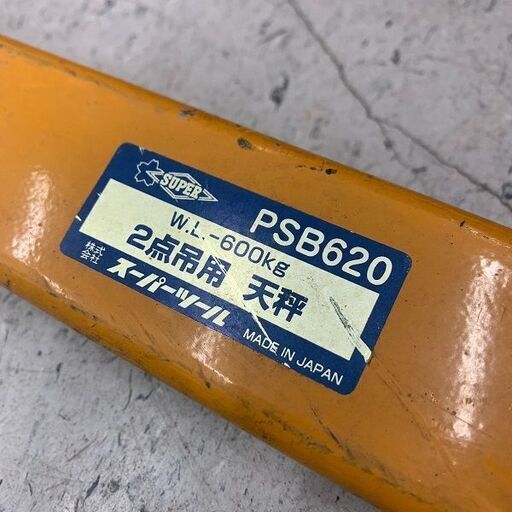 SUPER
PSB620
W.L.-600kg
2点吊用 天秤
株式会社 スーパーツール
MADE IN JAPAN